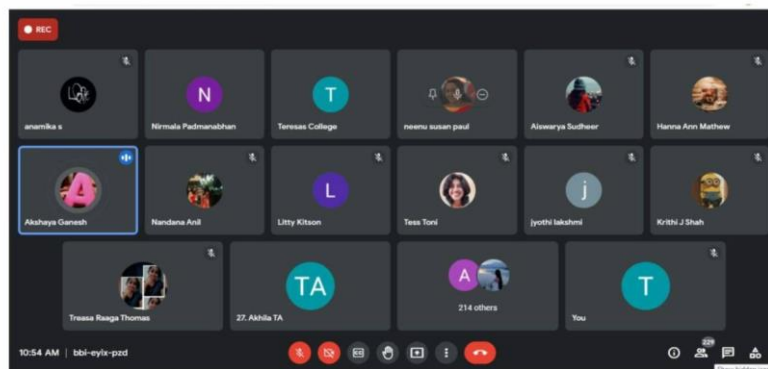 REC
anamika s
N
Nirmala Padmanabhan
T
Teresas College
neenu susan paul
Aiswarya Sudheer
Hanna Ann Mathew
A
Akshaya Ganesh
Nandana Anil
L
Litty Kitson
Tess Toni
j
jyothi lakshmi
Krithi J Shah
Treasa Raaga Thomas
TA
27. Akhila TA
A
214 others
T
You
10:54 AM | bbi-eyix-pzd
229